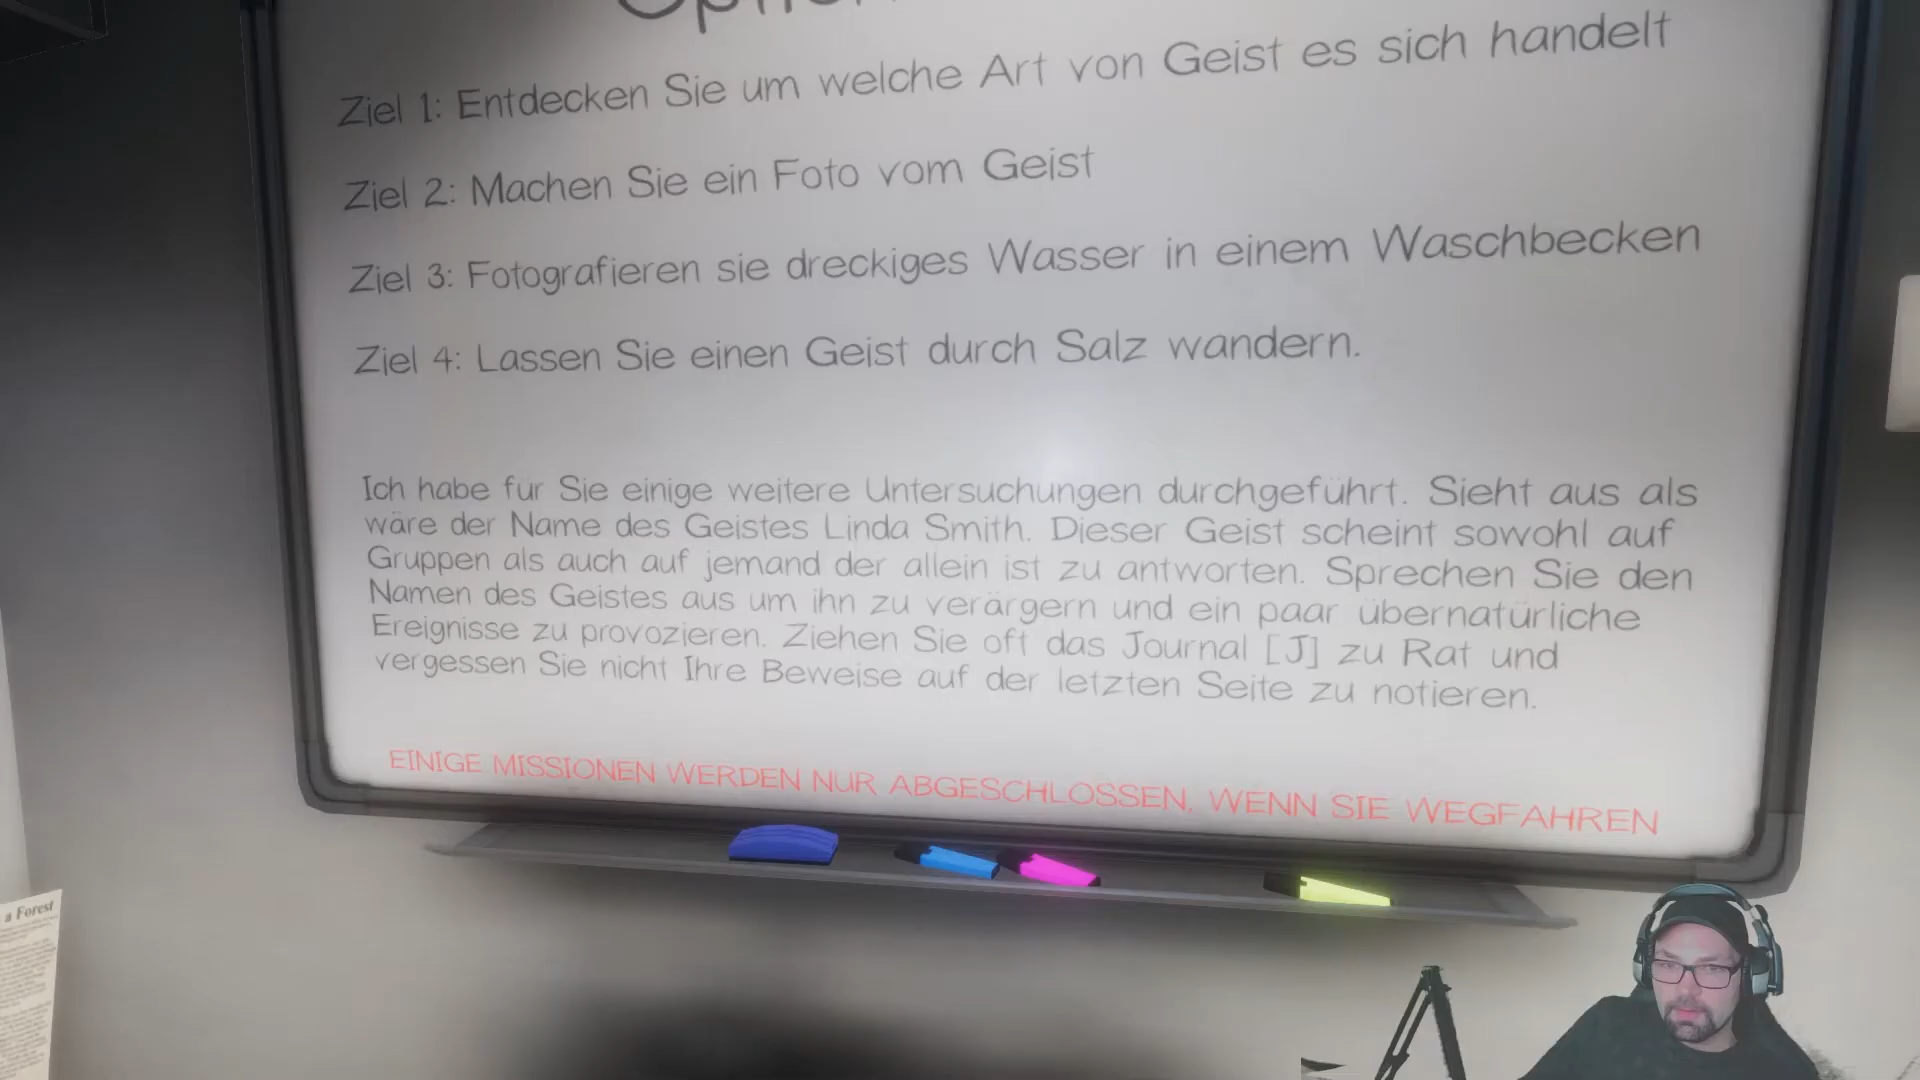 Ziel 1: Entdecken Sie um welche Art von Geist es sich handelt
Ziel 2: Machen Sie ein Foto vom Geist
Ziel 3: Fotografieren sie dreckiges Wasser in einem Waschbecken
Ziel 4: Lassen Sie einen Geist durch Salz wandern.
Ich habe fur Sie einige weitere Untersuchungen durchgeführt. Sieht aus als
wäre der Name des Geistes Linda Smith. Dieser Geist scheint sowohl auf
Gruppen als auch auf jemand der allein ist zu antworten. Sprechen Sie den
Namen des Geistes aus um ihn zu verärgern und ein paar übernatürliche
Ereignisse zu provozieren. Ziehen Sie oft das Journal [J] zu Rat und
vergessen Sie nicht Ihre Beweise auf der letzten Seite zu notieren.
EINIGE MISSIONEN WERDEN NUR ABGESCHLOSSEN, WENN SIE WEGFAHREN
a Forest